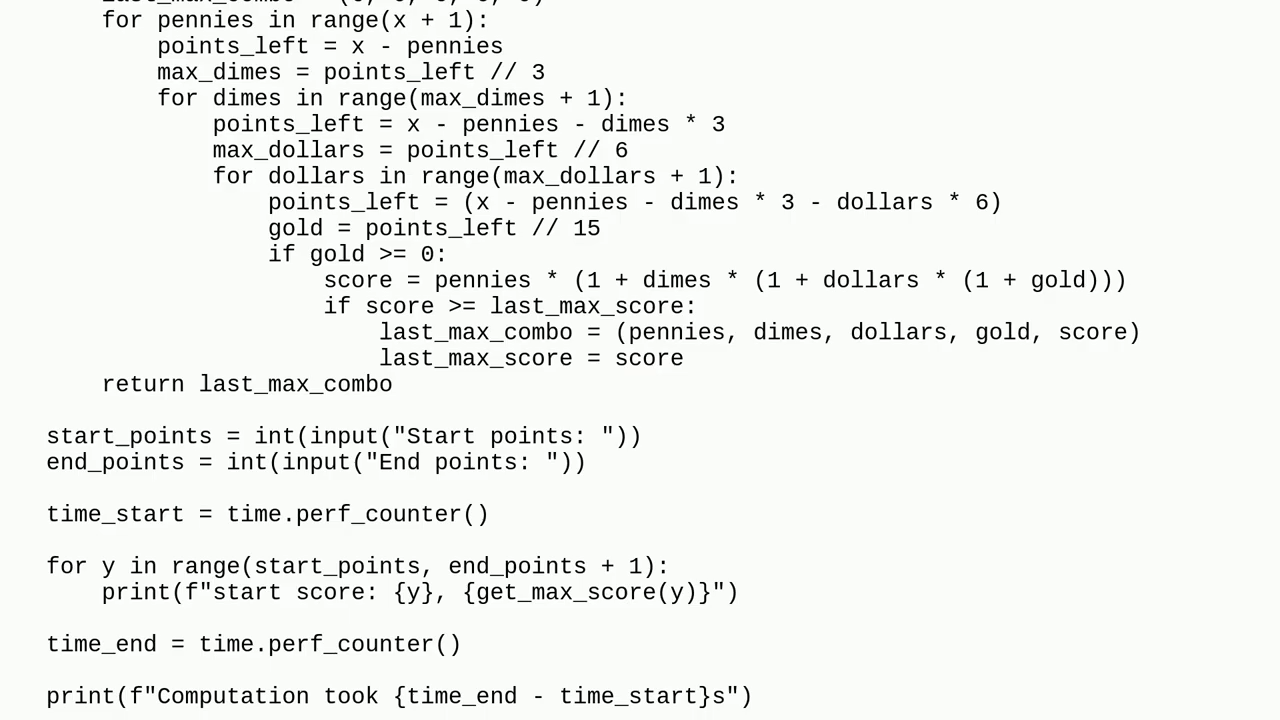 for pennies in range(x + 1):
points_left = x - pennies
max_dimes = points_left // 3
for dimes in range(max_dimes + 1):
points_left = x - pennies - dimes * 3
max_dollars = points_left // 6
for dollars in range(max_dollars + 1):
points_left = (x - pennies - dimes * 3 - dollars * 6)
gold = points_left // 15
if gold >= 0:
score = pennies * (1 + dimes * (1 + dollars * (1 + gold)))
if score >= last_max_score:
last_max_combo = (pennies, dimes, dollars, gold, score)
last_max_score = score
return last_max_combo
start_points = int(input("Start points: "))
end_points = int(input("End points: "))
time_start = time.perf_counter()
for y in range(start_points, end_points + 1):
print(f"start score: {y}, {get_max_score(y)}")
time_end = time.perf_counter()
print(f"Computation took {time_end - time_start}s")